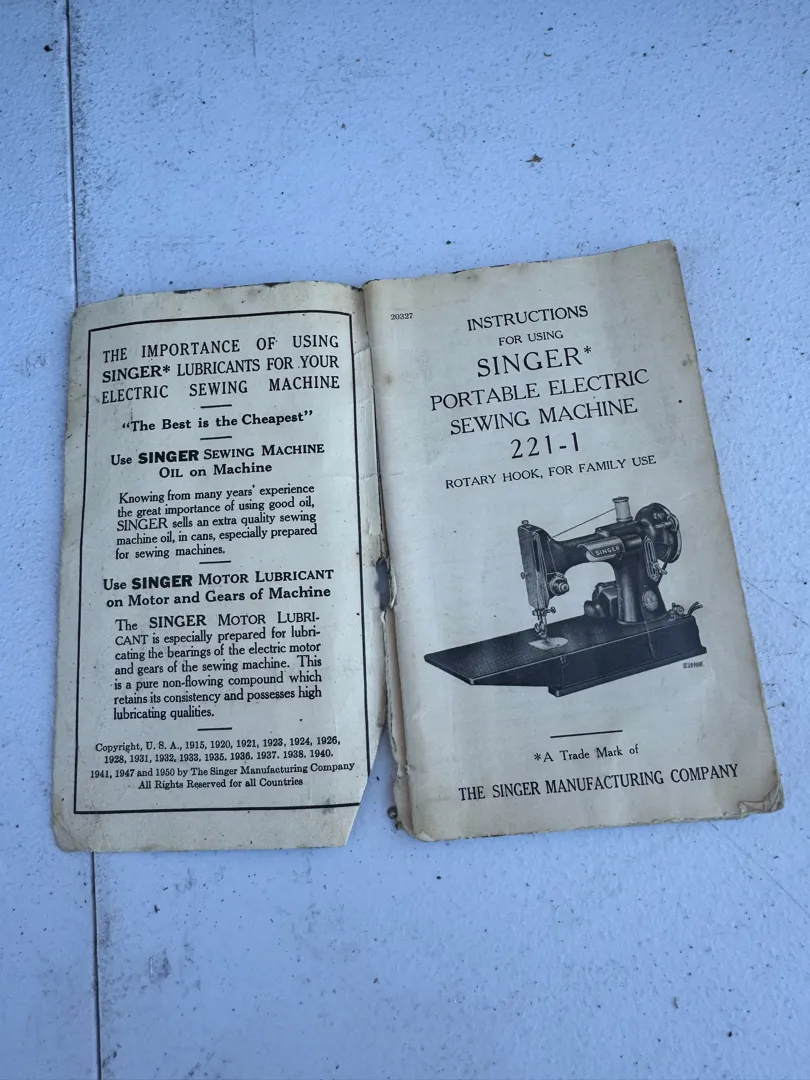 THE IMPORTANCE OF USING
SINGER* LUBRICANTS FOR YOUR
ELECTRIC SEWING MACHINE
"The Best is the Cheapest"
Use SINGER SEWING MACHINE
OIL on Machine
Knowing from many years' experience
the great importance of using good oil,
SINGER sells an extra quality sewing
machine oil, in cans, especially prepared
for sewing machines.
Use SINGER MOTOR LUBRICANT
on Motor and Gears of Machine
The SINGER MOTOR LUBRI-
CANT is especially prepared for lubri-
cating the bearings of the electric motor
and gears of the sewing machine. This
is a pure non-flowing compound which
retains its consistency and possesses high
lubricating qualities.
Copyright, U. S. A., 1915, 1920, 1921, 1923, 1924, 1926,
1928, 1931, 1932, 1933, 1935, 1936, 1937, 1938, 1940,
1941, 1947 and 1950 by The Singer Manufacturing Company
All Rights Reserved for all Countries
20327
INSTRUCTIONS
FOR USING
SINGER*
PORTABLE ELECTRIC
SEWING MACHINE
221-1
ROTARY HOOK, FOR FAMILY USE
SINGER
*A Trade Mark of
THE SINGER MANUFACTURING COMPANY